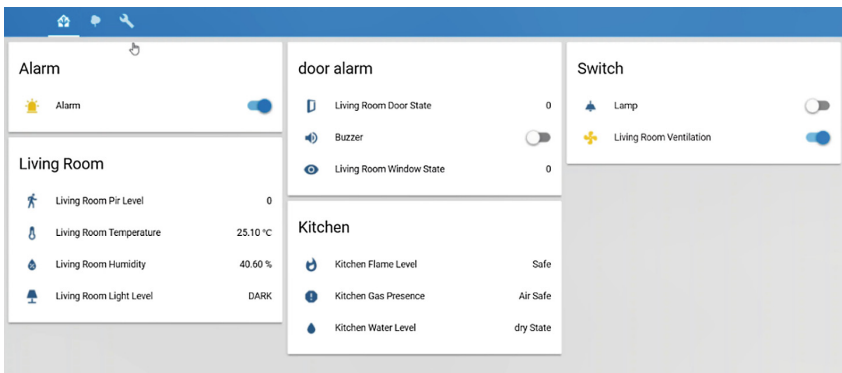 Alarm
Alarm
Living Room
Living Room Pir Level 0
Living Room Temperature 25.10 °C
Living Room Humidity 40.60 %
Living Room Light Level DARK
door alarm
Living Room Door State 0
Buzzer
Living Room Window State 0
Kitchen
Kitchen Flame Level Safe
Kitchen Gas Presence Air Safe
Kitchen Water Level dry State
Switch
Lamp
Living Room Ventilation